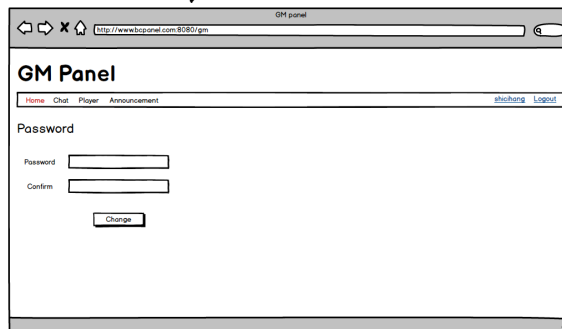 GM panel
http://www.bcpanel.com:8080/gm
GM Panel
Home Chat Player Announcement shicihang Logout
Password
Password
Confirm
Change